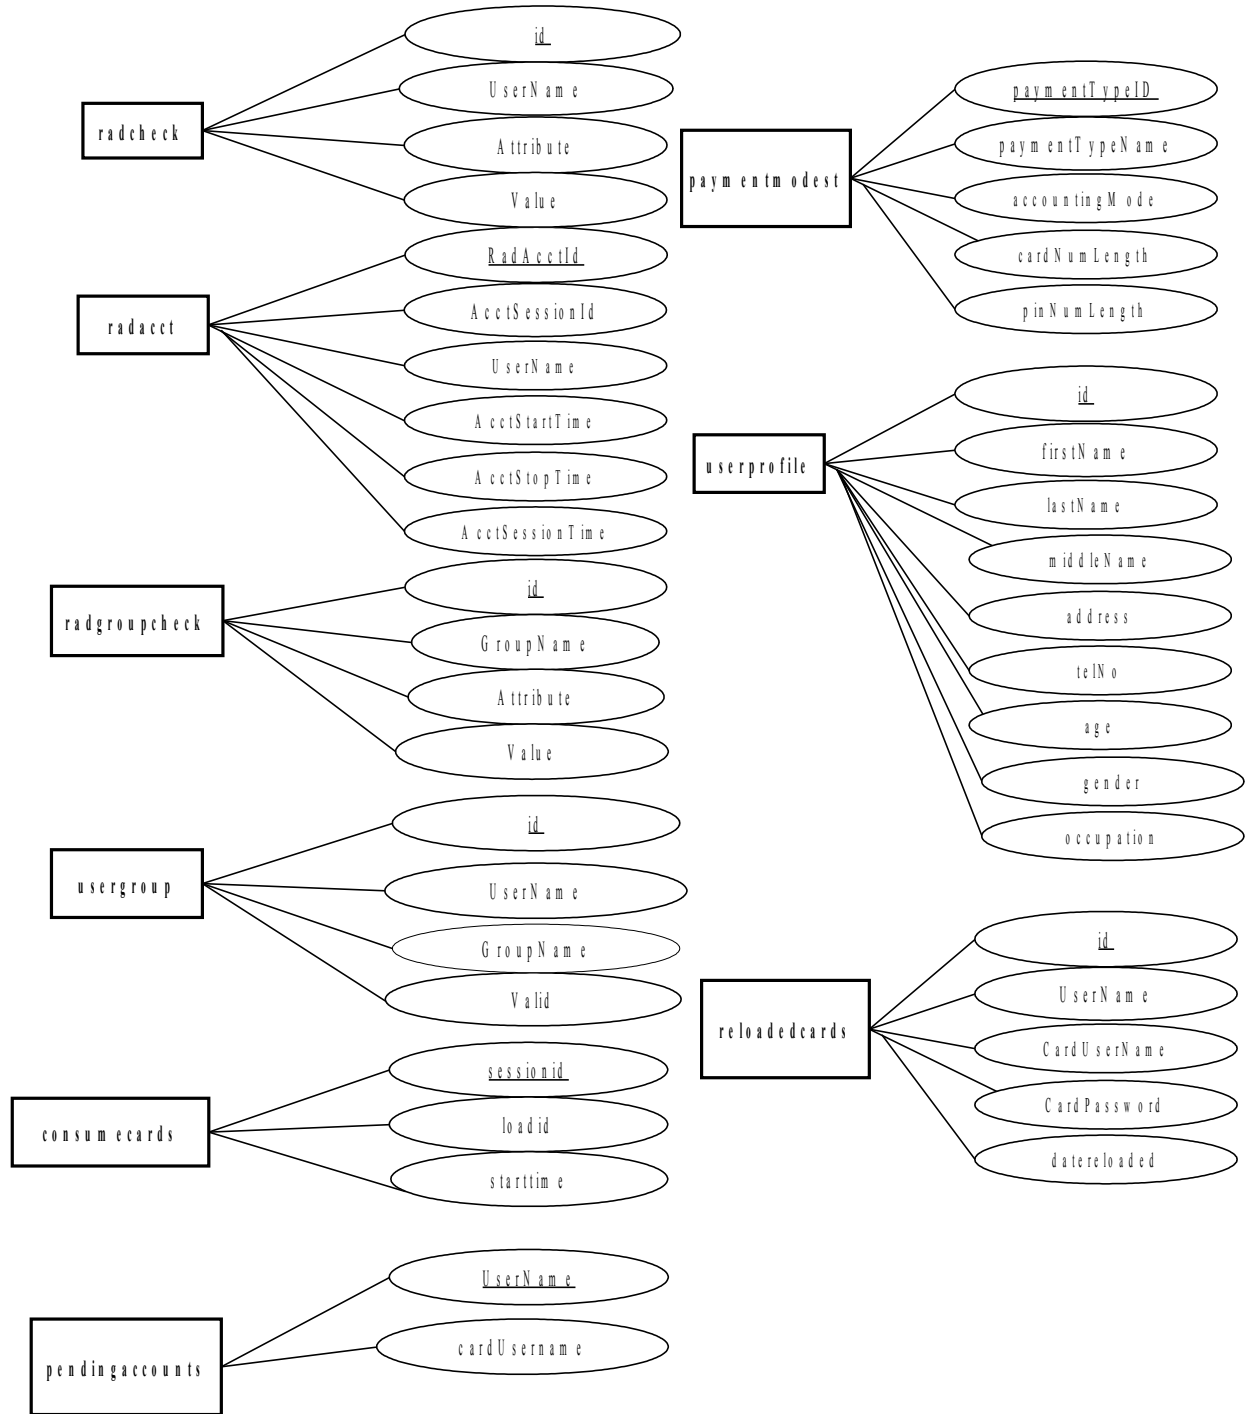 radcheck
id
UserName
Attribute
Value
radacct
RadAcctId
AcctSessionId
UserName
AcctStartTime
AcctStopTime
AcctSessionTime
radgroupcheck
id
GroupName
Attribute
Value
usergroup
id
UserName
GroupName
Valid
consumecards
sessionid
loadid
starttime
pendingaccounts
UserName
cardUsername
paymentmodest
paymentTypeID
paymentTypeName
accountingMode
cardNumLength
pinNumLength
userprofile
id
firstName
lastName
middleName
address
telNo
age
gender
occupation
reloadedcards
id
UserName
CardUserName
CardPassword
datereloaded